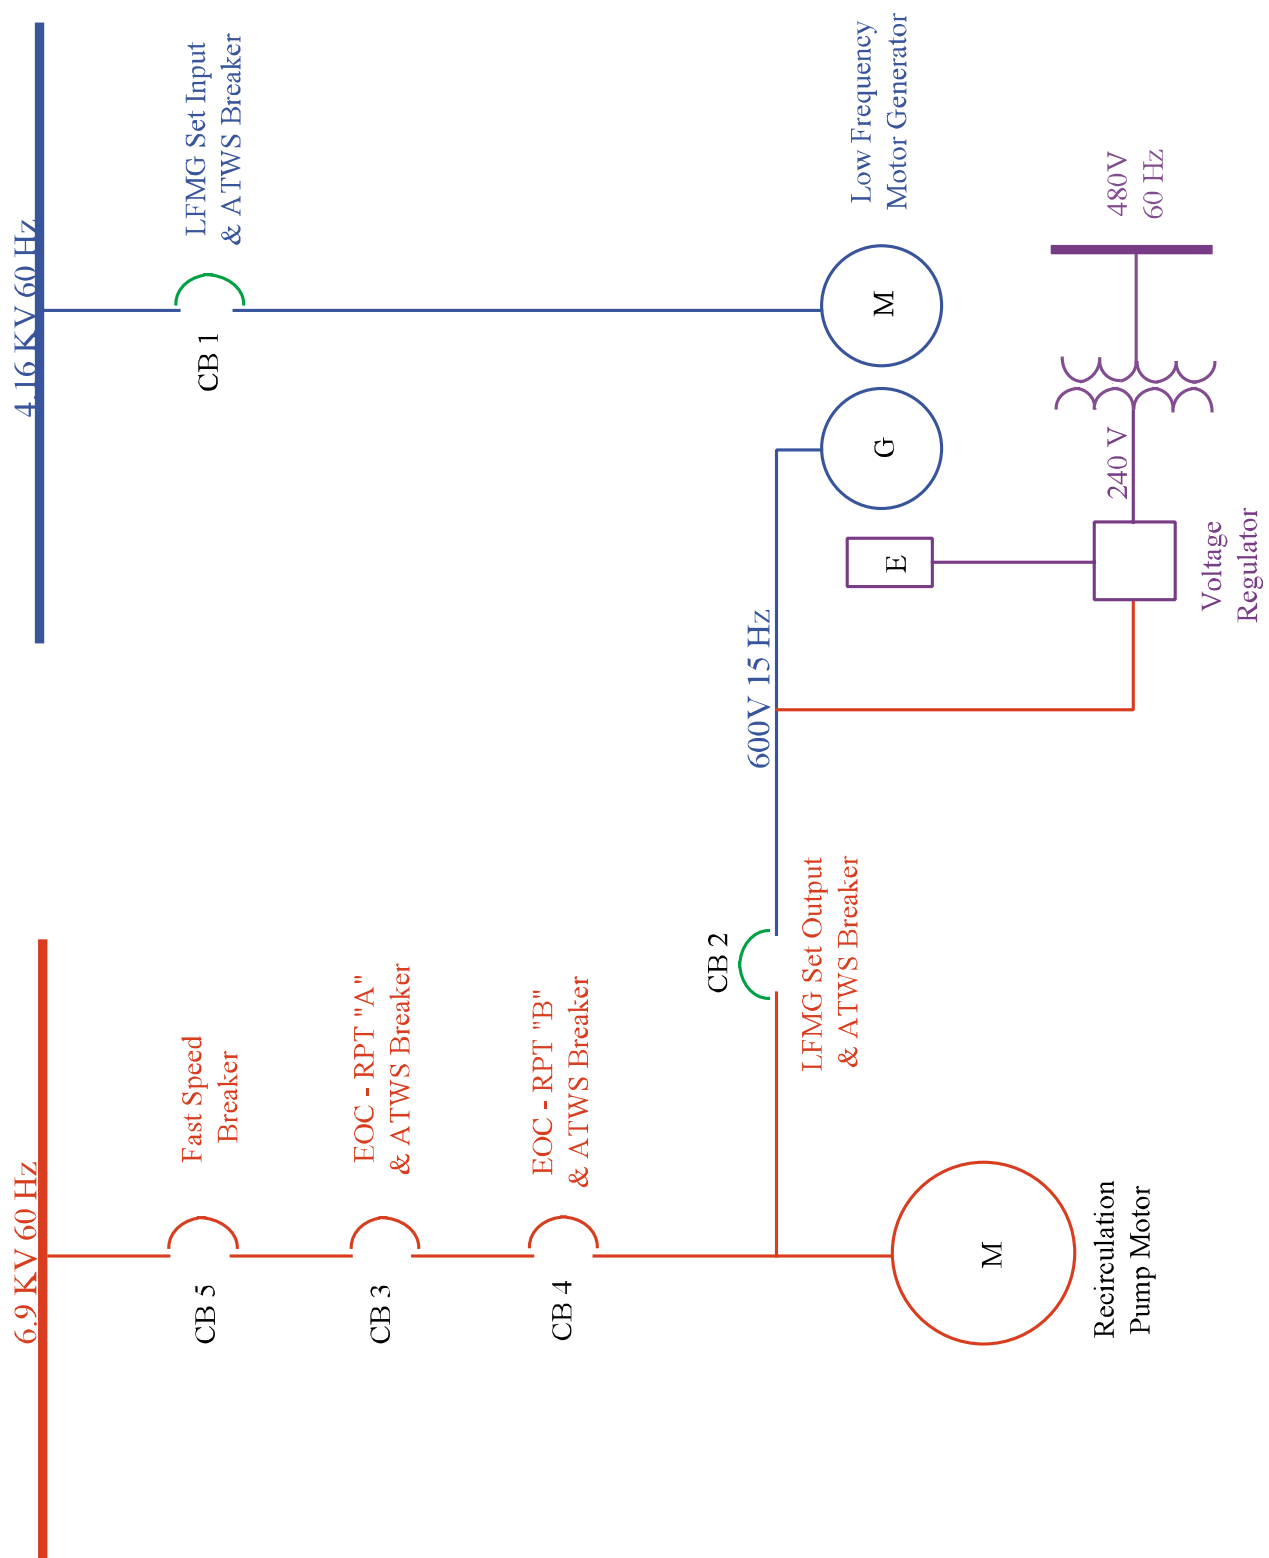 6.9 KV 60 Hz
4.16 KV 60 Hz
CB 5
Fast Speed
Breaker
CB 1
LFMG Set Input
& ATWS Breaker
CB 3
EOC - RPT "A"
& ATWS Breaker
CB 4
EOC - RPT "B"
& ATWS Breaker
CB 2
600V 15 Hz
LFMG Set Output
& ATWS Breaker
Low Frequency
Motor Generator
E
G
M
M
Recirculation
Pump Motor
240 V
480V
60 Hz
Voltage
Regulator